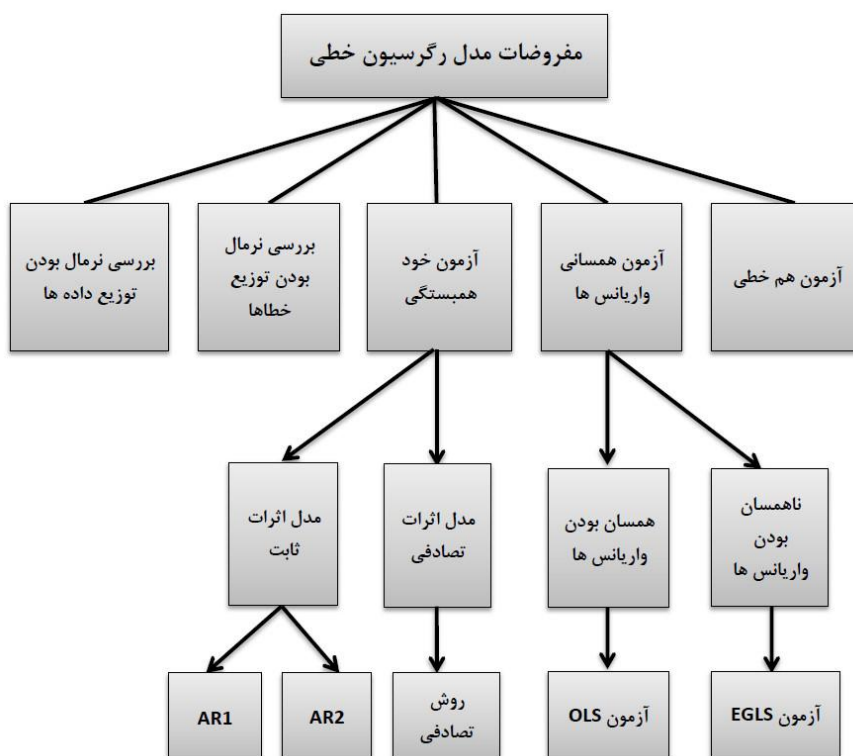 مفروضات مدل رگرسیون خطی
آزمون هم خطی
آزمون همسانی
واریانس ها
آزمون خود
همبستگی
بررسی نرمال
بودن توزیع
خطاها
بررسی نرمال بودن
توزیع داده ها
ناهمسان
بودن
واریانس ها
همسان بودن
واریانس ها
مدل اثرات
تصادفی
مدل اثرات
ثابت
آزمون EGLS
آزمون OLS
روش
تصادفی
AR2
AR1